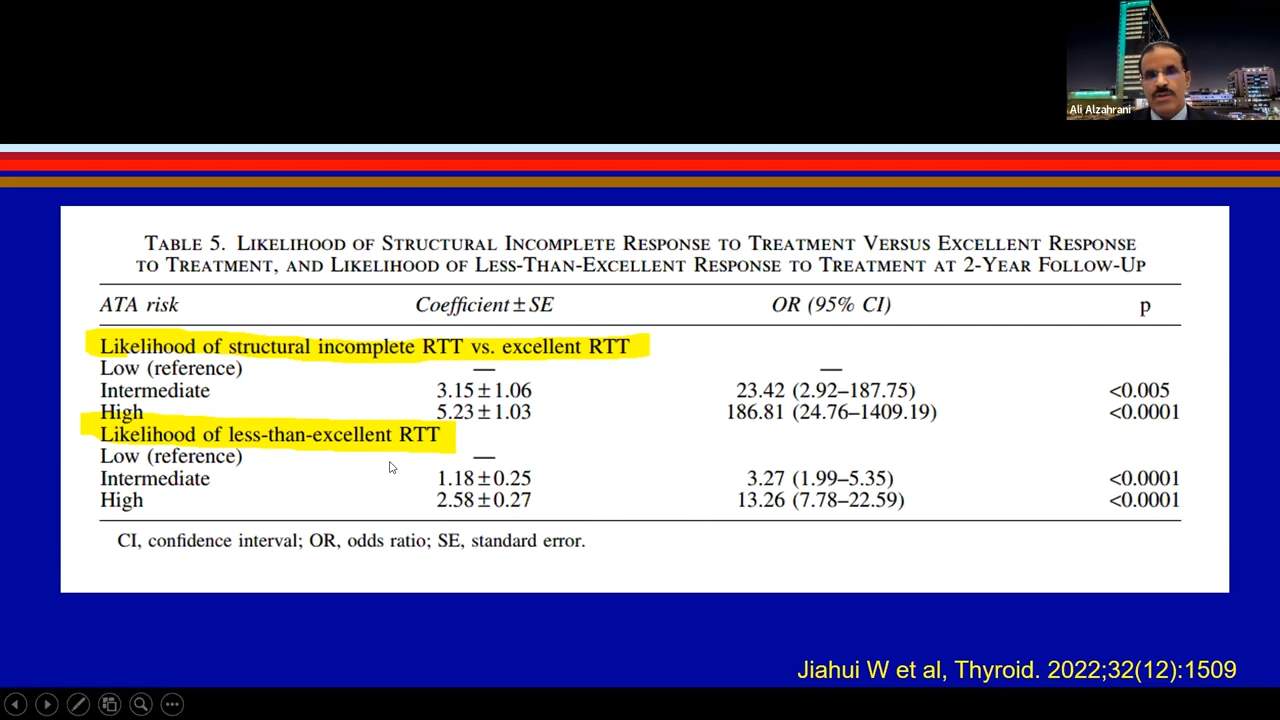 Ali Alzahrani
TABLE 5. LIKELIHOOD OF STRUCTURAL INCOMPLETE RESPONSE TO TREATMENT VERSUS EXCELLENT RESPONSE
TO TREATMENT, AND LIKELIHOOD OF LESS-THAN-EXCELLENT RESPONSE TO TREATMENT AT 2-YEAR FOLLOW-UP
ATA risk Coefficient ± SE OR (95% CI) p
Likelihood of structural incomplete RTT vs. excellent RTT
Low (reference) — —
Intermediate 3.15 ± 1.06 23.42 (2.92–187.75) <0.005
High 5.23 ± 1.03 186.81 (24.76–1409.19) <0.0001
Likelihood of less-than-excellent RTT
Low (reference) —
Intermediate 1.18 ± 0.25 3.27 (1.99–5.35) <0.0001
High 2.58 ± 0.27 13.26 (7.78–22.59) <0.0001
CI, confidence interval; OR, odds ratio; SE, standard error.
Jiahui W et al, Thyroid. 2022;32(12):1509